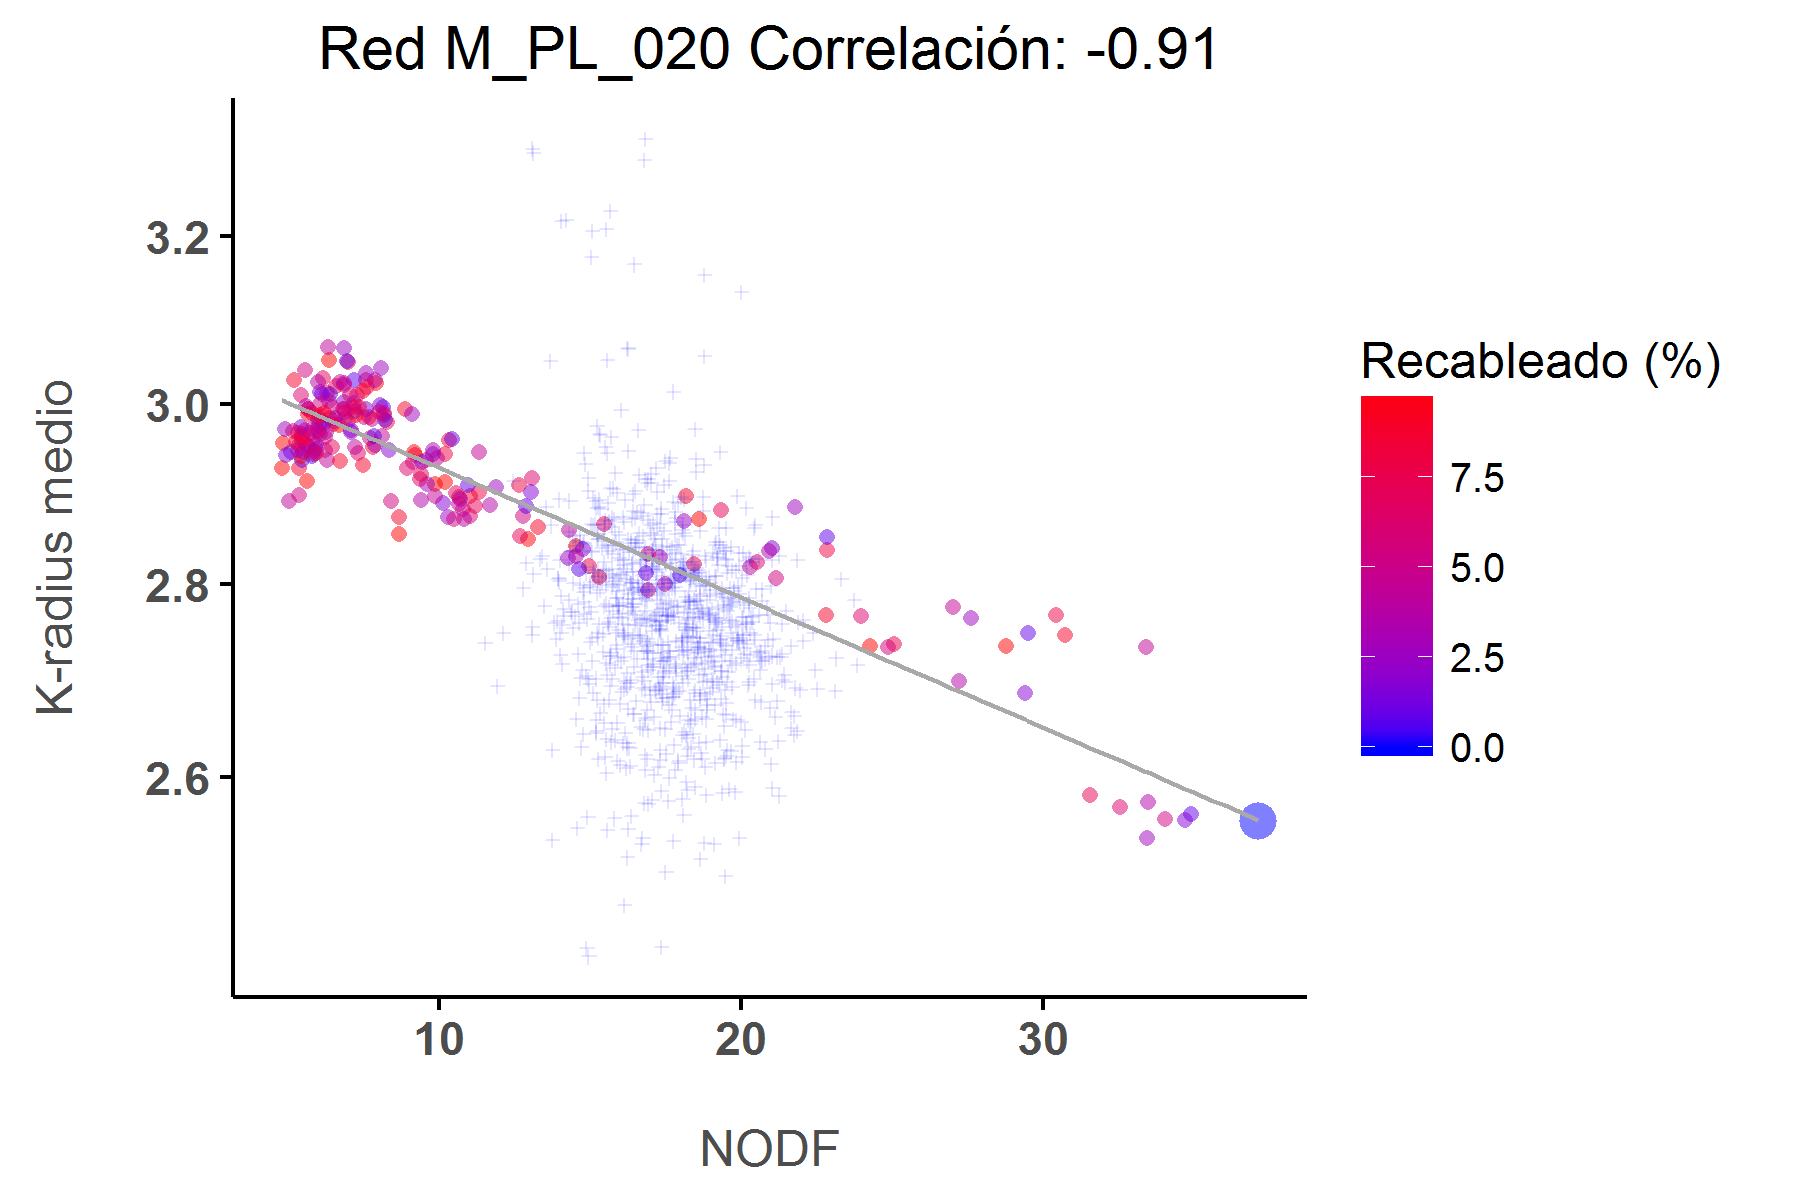 Red M_PL_020 Correlación: -0.91
K-radius medio
3.2
3.0
2.8
2.6
10
20
30
NODF
Recableado (%)
7.5
5.0
2.5
0.0